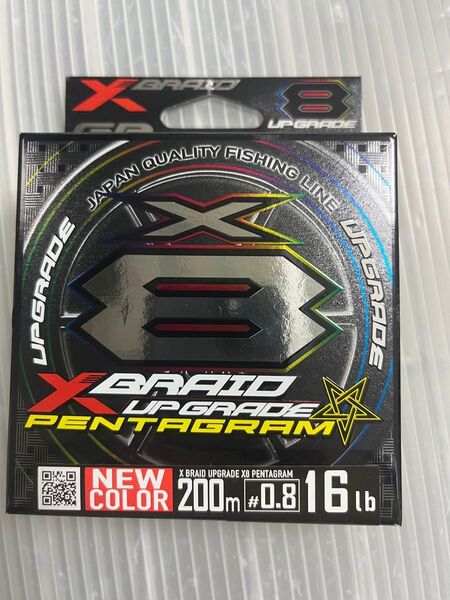 X BRAID
UPGRADE
JAPAN QUALITY FISHING LINE
UPGRADE
UPGRADE
X
8
X BRAID
UPGRADE
PENTAGRAM
NEW
COLOR
X BRAID UPGRADE X8 PENTAGRAM
200m #0.8 16lb